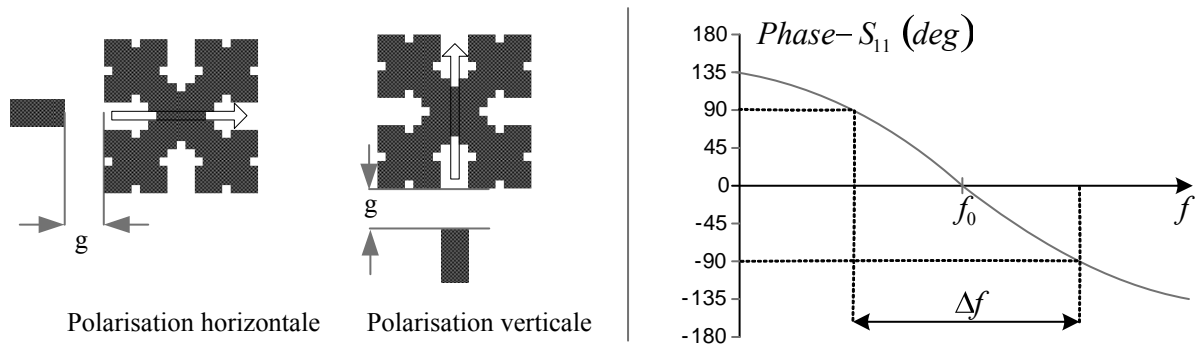 g
Polarisation horizontale
g
Polarisation verticale
Phase– S11 (deg)
180
135
90
45
0
-45
-90
-135
-180
f0
f
Δf